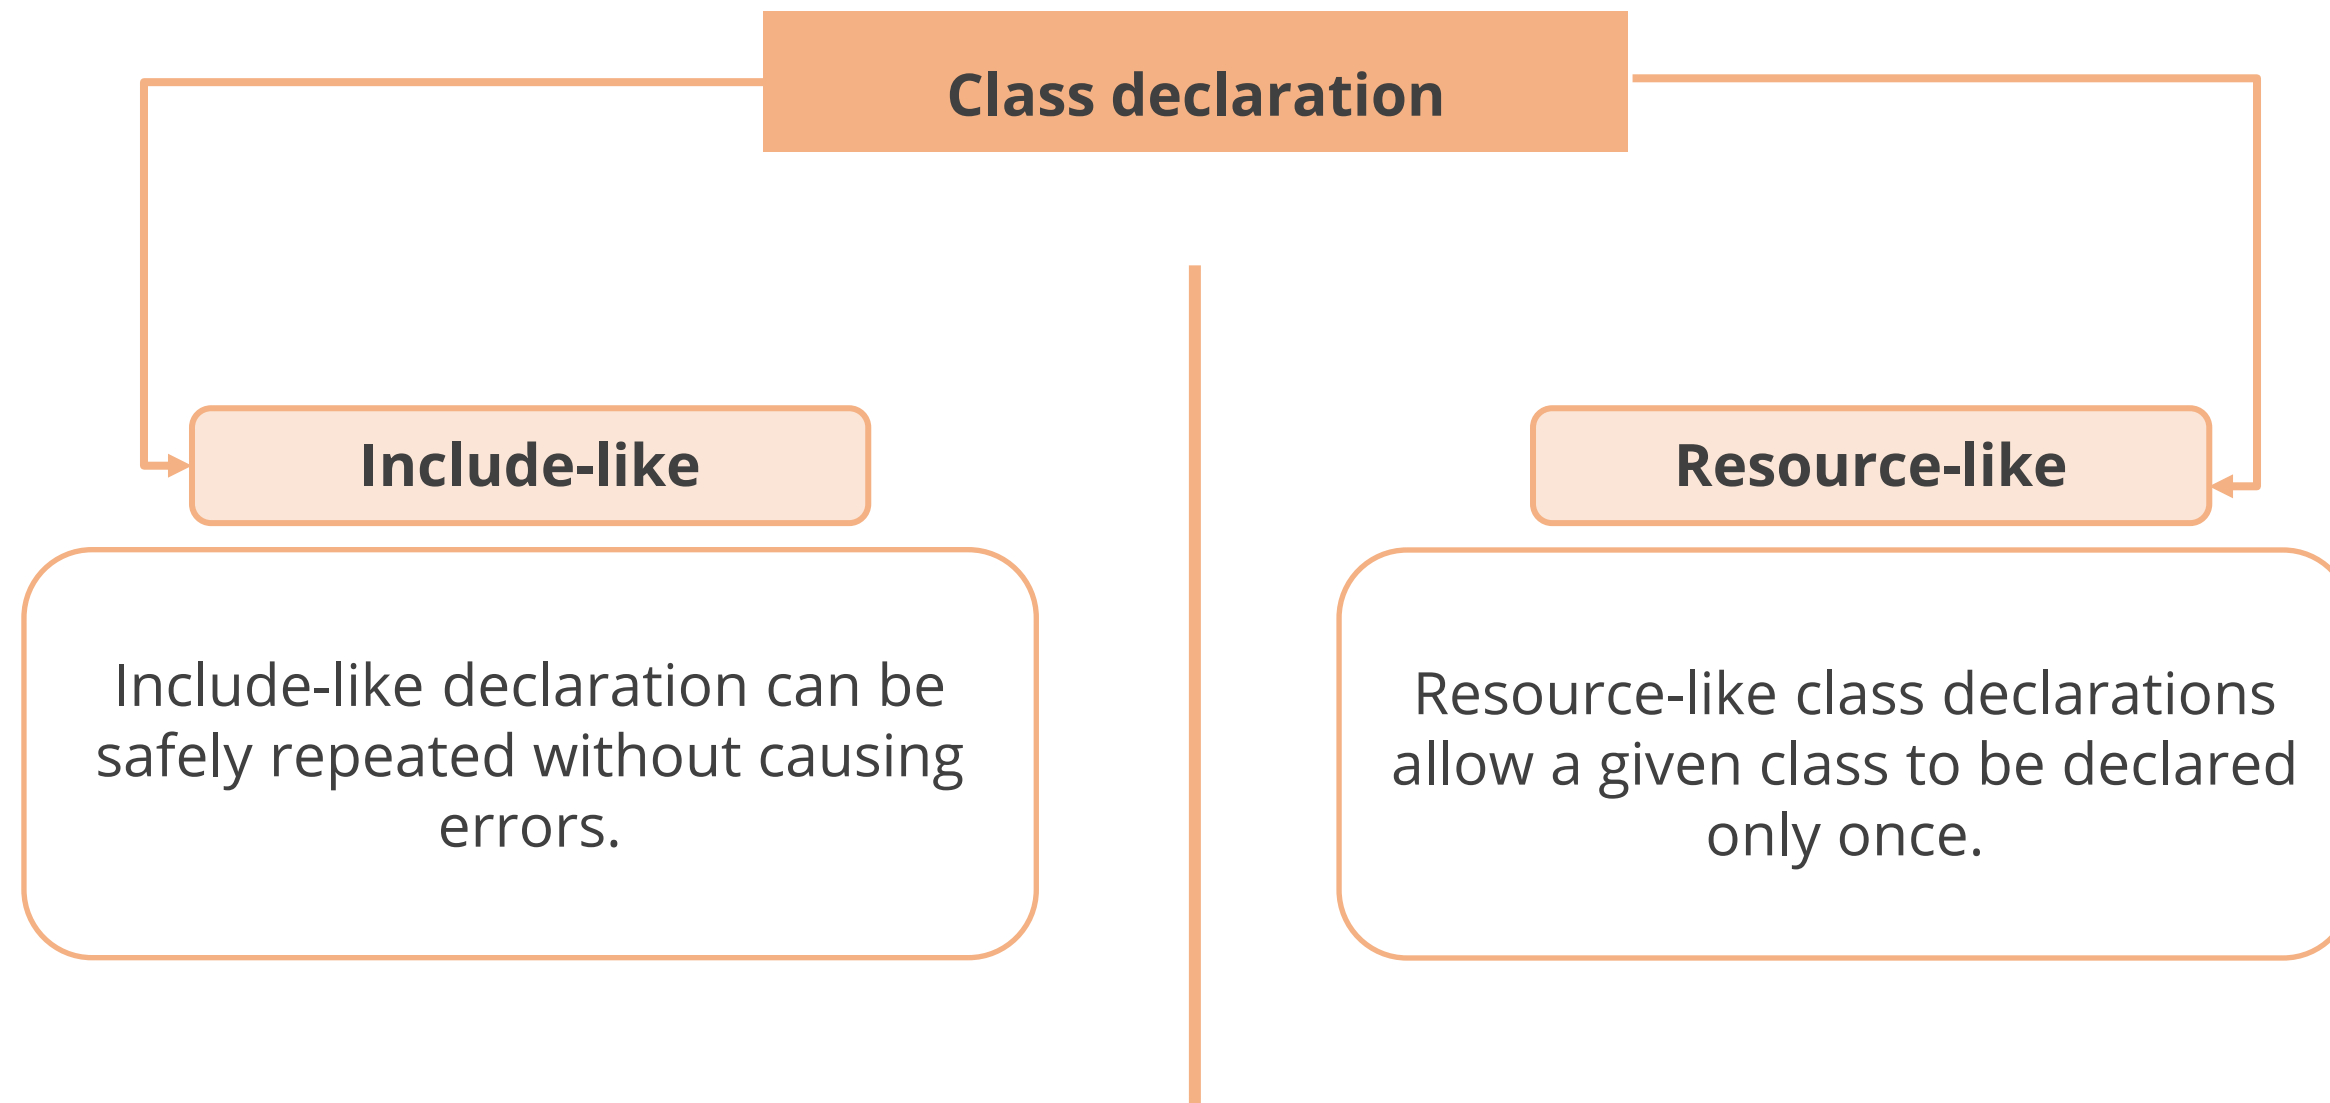 Class declaration
Include-like
Include-like declaration can be
safely repeated without causing
errors.
Resource-like
Resource-like class declarations
allow a given class to be declared
only once.